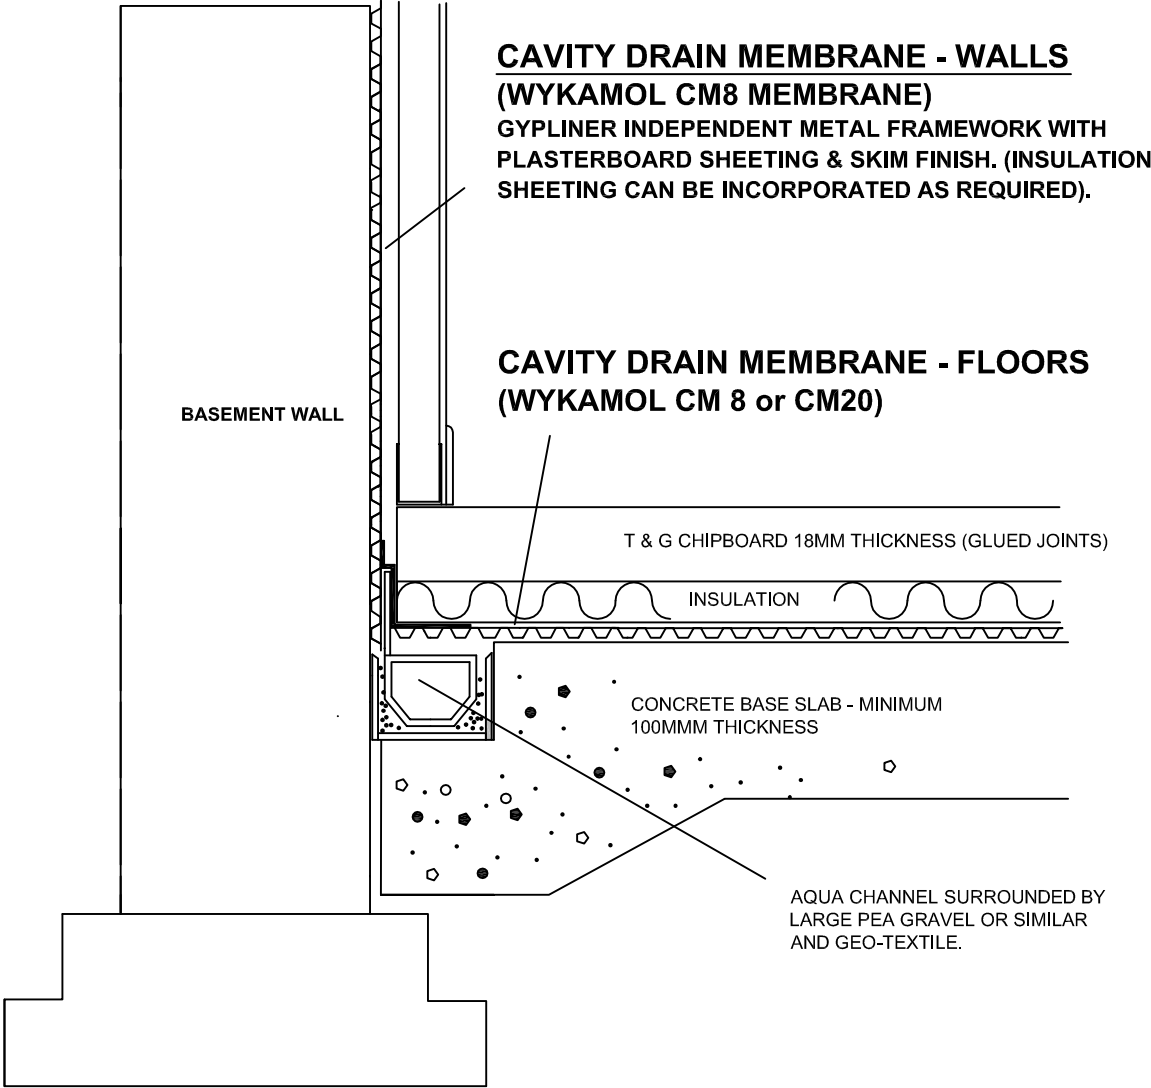 CAVITY DRAIN MEMBRANE - WALLS
(WYKAMOL CM8 MEMBRANE)
GYPLINER INDEPENDENT METAL FRAMEWORK WITH
PLASTERBOARD SHEETING & SKIM FINISH. (INSULATION
SHEETING CAN BE INCORPORATED AS REQUIRED).
CAVITY DRAIN MEMBRANE - FLOORS
(WYKAMOL CM 8 or CM20)
BASEMENT WALL
T & G CHIPBOARD 18MM THICKNESS (GLUED JOINTS)
INSULATION
CONCRETE BASE SLAB - MINIMUM
100MMM THICKNESS
AQUA CHANNEL SURROUNDED BY
LARGE PEA GRAVEL OR SIMILAR
AND GEO-TEXTILE.